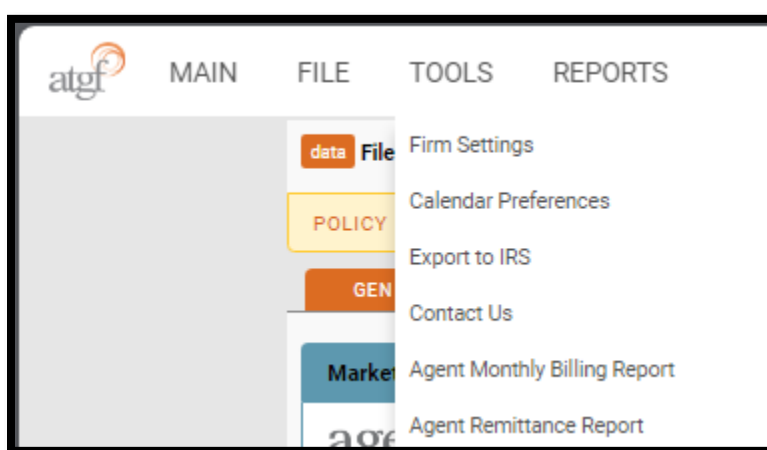 atgf MAIN FILE TOOLS REPORTS
data File
Firm Settings
Calendar Preferences
POLICY
Export to IRS
GEN
Contact Us
Market
Agent Monthly Billing Report
age
Agent Remittance Report